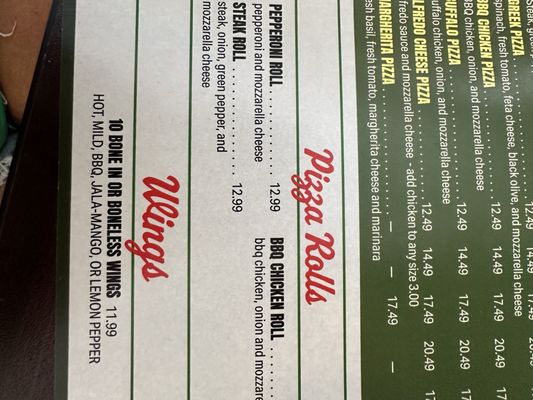 GREEK PIZZA . . . . . . . . . . . . 12.49 14.49
spinach, fresh tomato, feta cheese, black olive, and mozzarella cheese
BBQ CHICKEN PIZZA . . . . . . . . . . . . 12.49 14.49 17.49 20.49
BBQ chicken, onion, and mozzarella cheese
BUFFALO PIZZA . . . . . . . . . . . . 12.49 14.49 17.49 20.49
buffalo chicken, onion, and mozzarella cheese
ALFREDO CHEESE PIZZA . . . . . . . . . . . . 12.49 14.49 17.49 20.49
alfredo sauce and mozzarella cheese - add chicken to any size 3.00
MARGHERITA PIZZA . . . . . . . . . . . . – – 17.49 –
fresh basil, fresh tomato, margherita cheese and marinara
Pizza Rolls
PEPPERONI ROLL . . . . . . . . . . . . 12.99
pepperoni and mozzarella cheese
STEAK ROLL . . . . . . . . . . . . 12.99
steak, onion, green pepper, and
mozzarella cheese
BBQ CHICKEN ROLL . . . . . . .
bbq chicken, onion and
Wings
10 BONE IN OR BONELESS WINGS 11.99
HOT, MILD, BBQ, JALA-MANGO, OR LEMON PEPPER